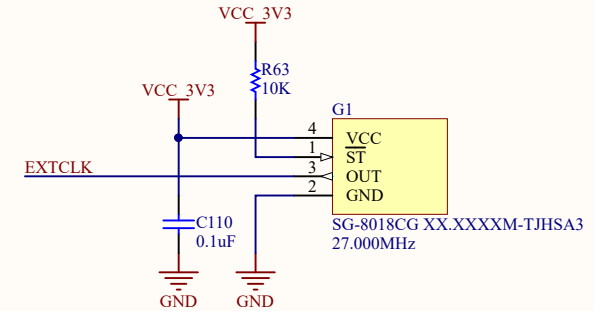 VCC_3V3
R63
10K
VCC_3V3
G1
4
VCC
1
ST
EXTCLK
3
OUT
2
GND
C110
0.1uF
SG-8018CG XX.XXXXM-TJHSA3
27.000MHz
GND
GND